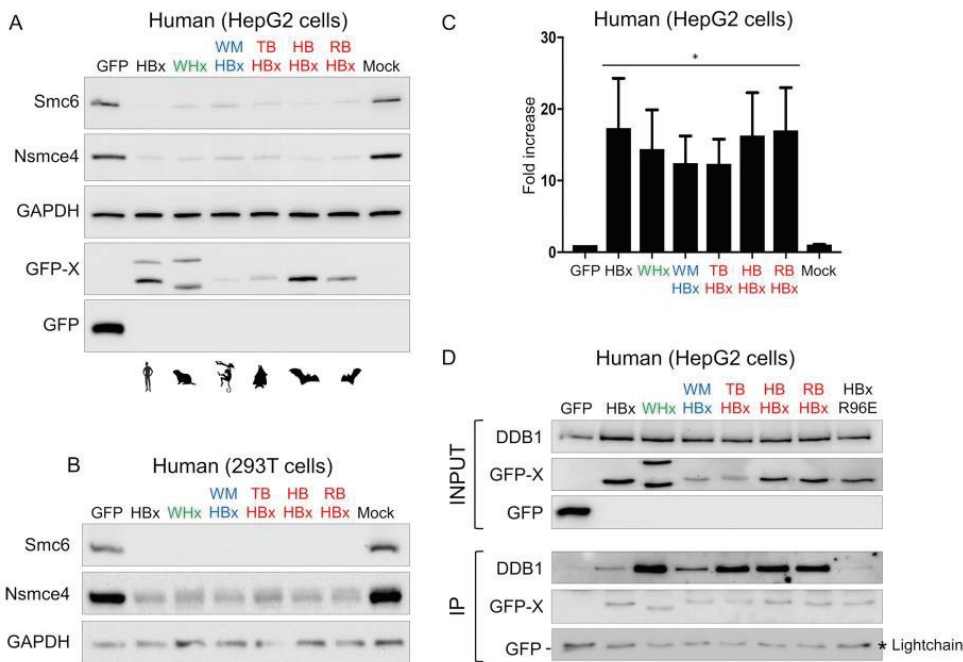 A
Human (HepG2 cells)
WM TB HB RB
GFP HBx WHx HBx HBx HBx HBx Mock
Smc6
Nsmce4
GAPDH
GFP-X
GFP
B
Human (293T cells)
WM TB HB RB
GFP HBx WHx HBx HBx HBx HBx Mock
Smc6
Nsmce4
GAPDH
C
Human (HepG2 cells)
30
*
20
10
0
Fold increase
GFP HBx WHx WM TB HB RB Mock
HBx HBx HBx HBx
D
Human (HepG2 cells)
WM TB HB RB HBx
GFP HBx WHx HBx HBx HBx HBx R96E
INPUT
DDB1
GFP-X
GFP
IP
DDB1
GFP-X
GFP - * Lightchain